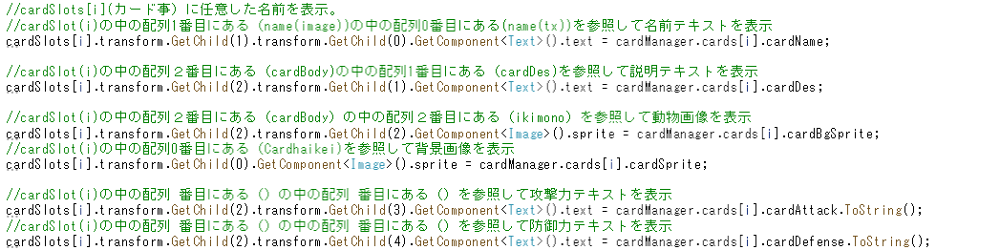 //cardSlots[i](カード事) に任意した名前を表示。
//cardSlot(i)の中の配列1番目にある (name(image))の中の配列0番目にある(name(tx))を参照して名前テキストを表示
cardSlots[i].transform.GetChild(1).transform.GetChild(0).GetComponent<Text>().text = cardManager.cards[i].cardName;
//cardSlot(i)の中の配列２番目にある (cardBody)の中の配列1番目にある (cardDes)を参照して説明テキストを表示
cardSlots[i].transform.GetChild(2).transform.GetChild(1).GetComponent<Text>().text = cardManager.cards[i].cardDes;
//cardSlot(i)の中の配列２番目にある (cardBody) の中の配列２番目にある (ikimono) を参照して動物画像を表示
cardSlots[i].transform.GetChild(2).transform.GetChild(2).GetComponent<Image>().sprite = cardManager.cards[i].cardBgSprite;
//cardSlot(i)の中の配列0番目にある (Cardhaikei)を参照して背景画像を表示
cardSlots[i].transform.GetChild(0).GetComponent<Image>().sprite = cardManager.cards[i].cardSprite;
//cardSlot(i)の中の配列 番目にある () の中の配列 番目にある () を参照して攻撃力テキストを表示
cardSlots[i].transform.GetChild(2).transform.GetChild(3).GetComponent<Text>().text = cardManager.cards[i].cardAttack.ToString();
//cardSlot(i)の中の配列 番目にある () の中の配列 番目にある () を参照して防御力テキストを表示
cardSlots[i].transform.GetChild(2).transform.GetChild(4).GetComponent<Text>().text = cardManager.cards[i].cardDefense.ToString();